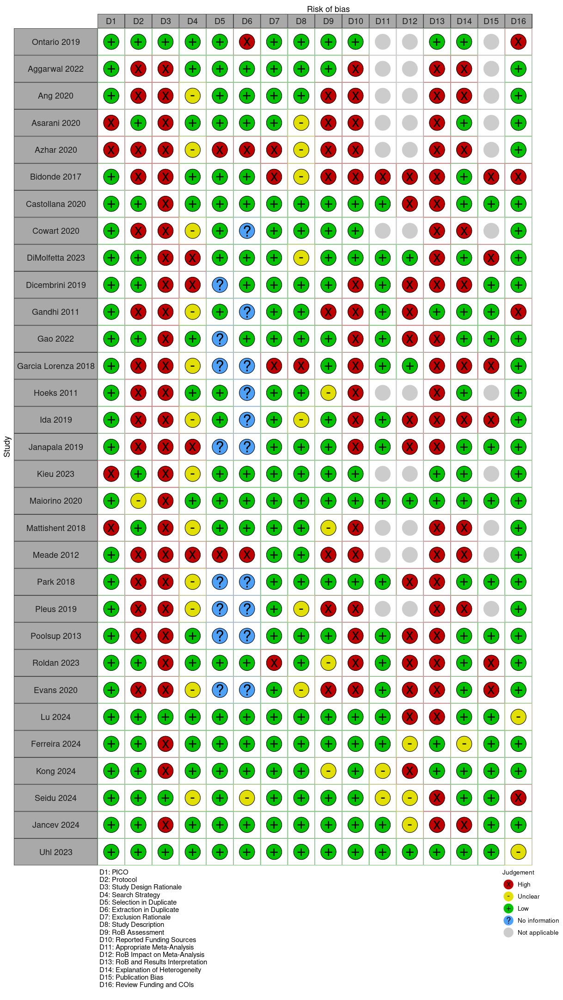 Risk of bias
D1 D2 D3 D4 D5 D6 D7 D8 D9 D10 D11 D12 D13 D14 D15 D16
Study
Ontario 2019 + + + + + X + + + + + + X
Aggarwal 2022 + X X + + + + + + X X X +
Ang 2020 + X X - + + + + X X X X +
Asarani 2020 X + X + + + + - X X X + +
Azhar 2020 X X X - X X X - X X X X +
Bidonde 2017 + X X + + + X - X X X X X + X X
Castollana 2020 + + X + + + + + + + + X X + + +
Cowart 2020 + X X - + ? + + + + X X +
DiMolfetta 2023 + + X X + + + - + + + + X + X +
Dicembrini 2019 + + X X ? + + + + X + X X X + +
Gandhi 2011 + X X - + ? + + X X + X + + + X
Gao 2022 + + X + ? + + + + X + X X + + +
Garcia Lorenza 2018 + X X - ? ? X X + X + + X X X +
Hoeks 2011 + X X + + ? + + - X X + +
Ida 2019 + X X - + ? + - + X + X X X X +
Janapala 2019 + X X X ? ? + + + X + X X + + +
Kieu 2023 X + X - + + + + + + + + +
Maiorino 2020 + - X + + + + + + + + + + + + +
Mattishent 2018 X + X - + + + + - X X X +
Meade 2012 + X X X X X + + X X X X +
Park 2018 + X X - ? ? + + + + + X X + + +
Pleus 2019 + X X - ? ? + - X X X X +
Poolsup 2013 + X X + ? ? + + + X + X X + + +
Roldan 2023 + + X + + + X + - X + X X + X +
Evans 2020 + X X - ? ? + - X X + X X + X +
Lu 2024 + + + + + + + + + + + X X + + -
Ferreira 2024 + + X + + + + + + + + - + - + +
Kong 2024 + + X + + + + + - + - X + + + +
Seidu 2024 + + + - + - + + + + - - X + + X
Jancev 2024 + + X + + + + + + + + - X X + +
Uhl 2023 + + + + + + + + + + + + + + + -
D1: PICO
D2: Protocol
D3: Study Design Rationale
D4: Search Strategy
D5: Selection in Duplicate
D6: Extraction in Duplicate
D7: Exclusion Rationale
D8: Study Description
D9: RoB Assessment
D10: Reported Funding Sources
D11: Appropriate Meta-Analysis
D12: RoB Impact on Meta-Analysis
D13: RoB and Results Interpretation
D14: Explanation of Heterogeneity
D15: Publication Bias
D16: Review Funding and COIs
Judgement
X High
- Unclear
+ Low
? No information
Not applicable